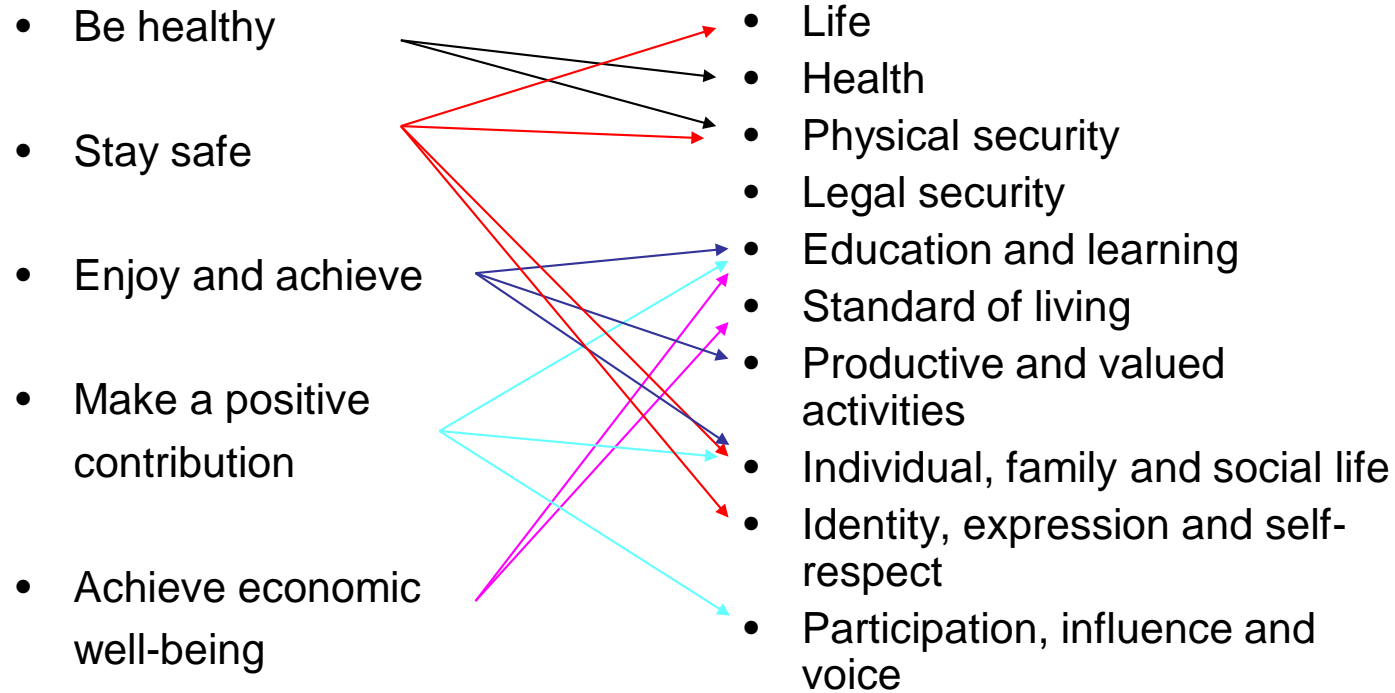 • Be healthy
• Stay safe
• Enjoy and achieve
• Make a positive
contribution
• Achieve economic
well-being
• Life
• Health
• Physical security
• Legal security
• Education and learning
• Standard of living
• Productive and valued
activities
• Individual, family and social life
• Identity, expression and self-
respect
• Participation, influence and
voice